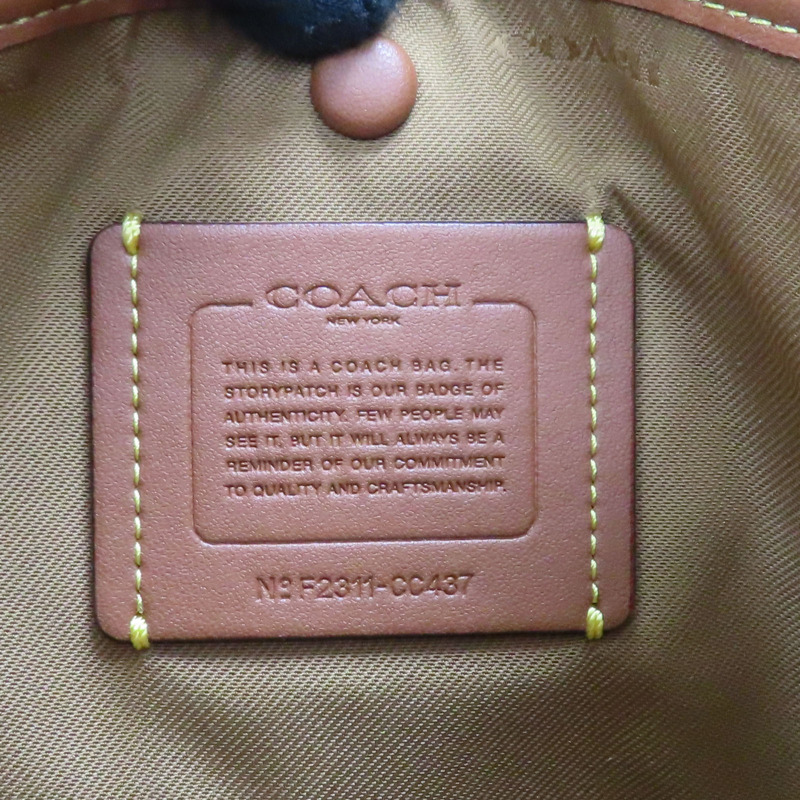 COACH
COACH
NEW YORK
THIS IS A COACH BAG. THE
STORYPATCH IS OUR BADGE OF
AUTHENTICITY. FEW PEOPLE MAY
SEE IT, BUT IT WILL ALWAYS BE A
REMINDER OF OUR COMMITMENT
TO QUALITY AND CRAFTSMANSHIP.
Nº F2311-CC437